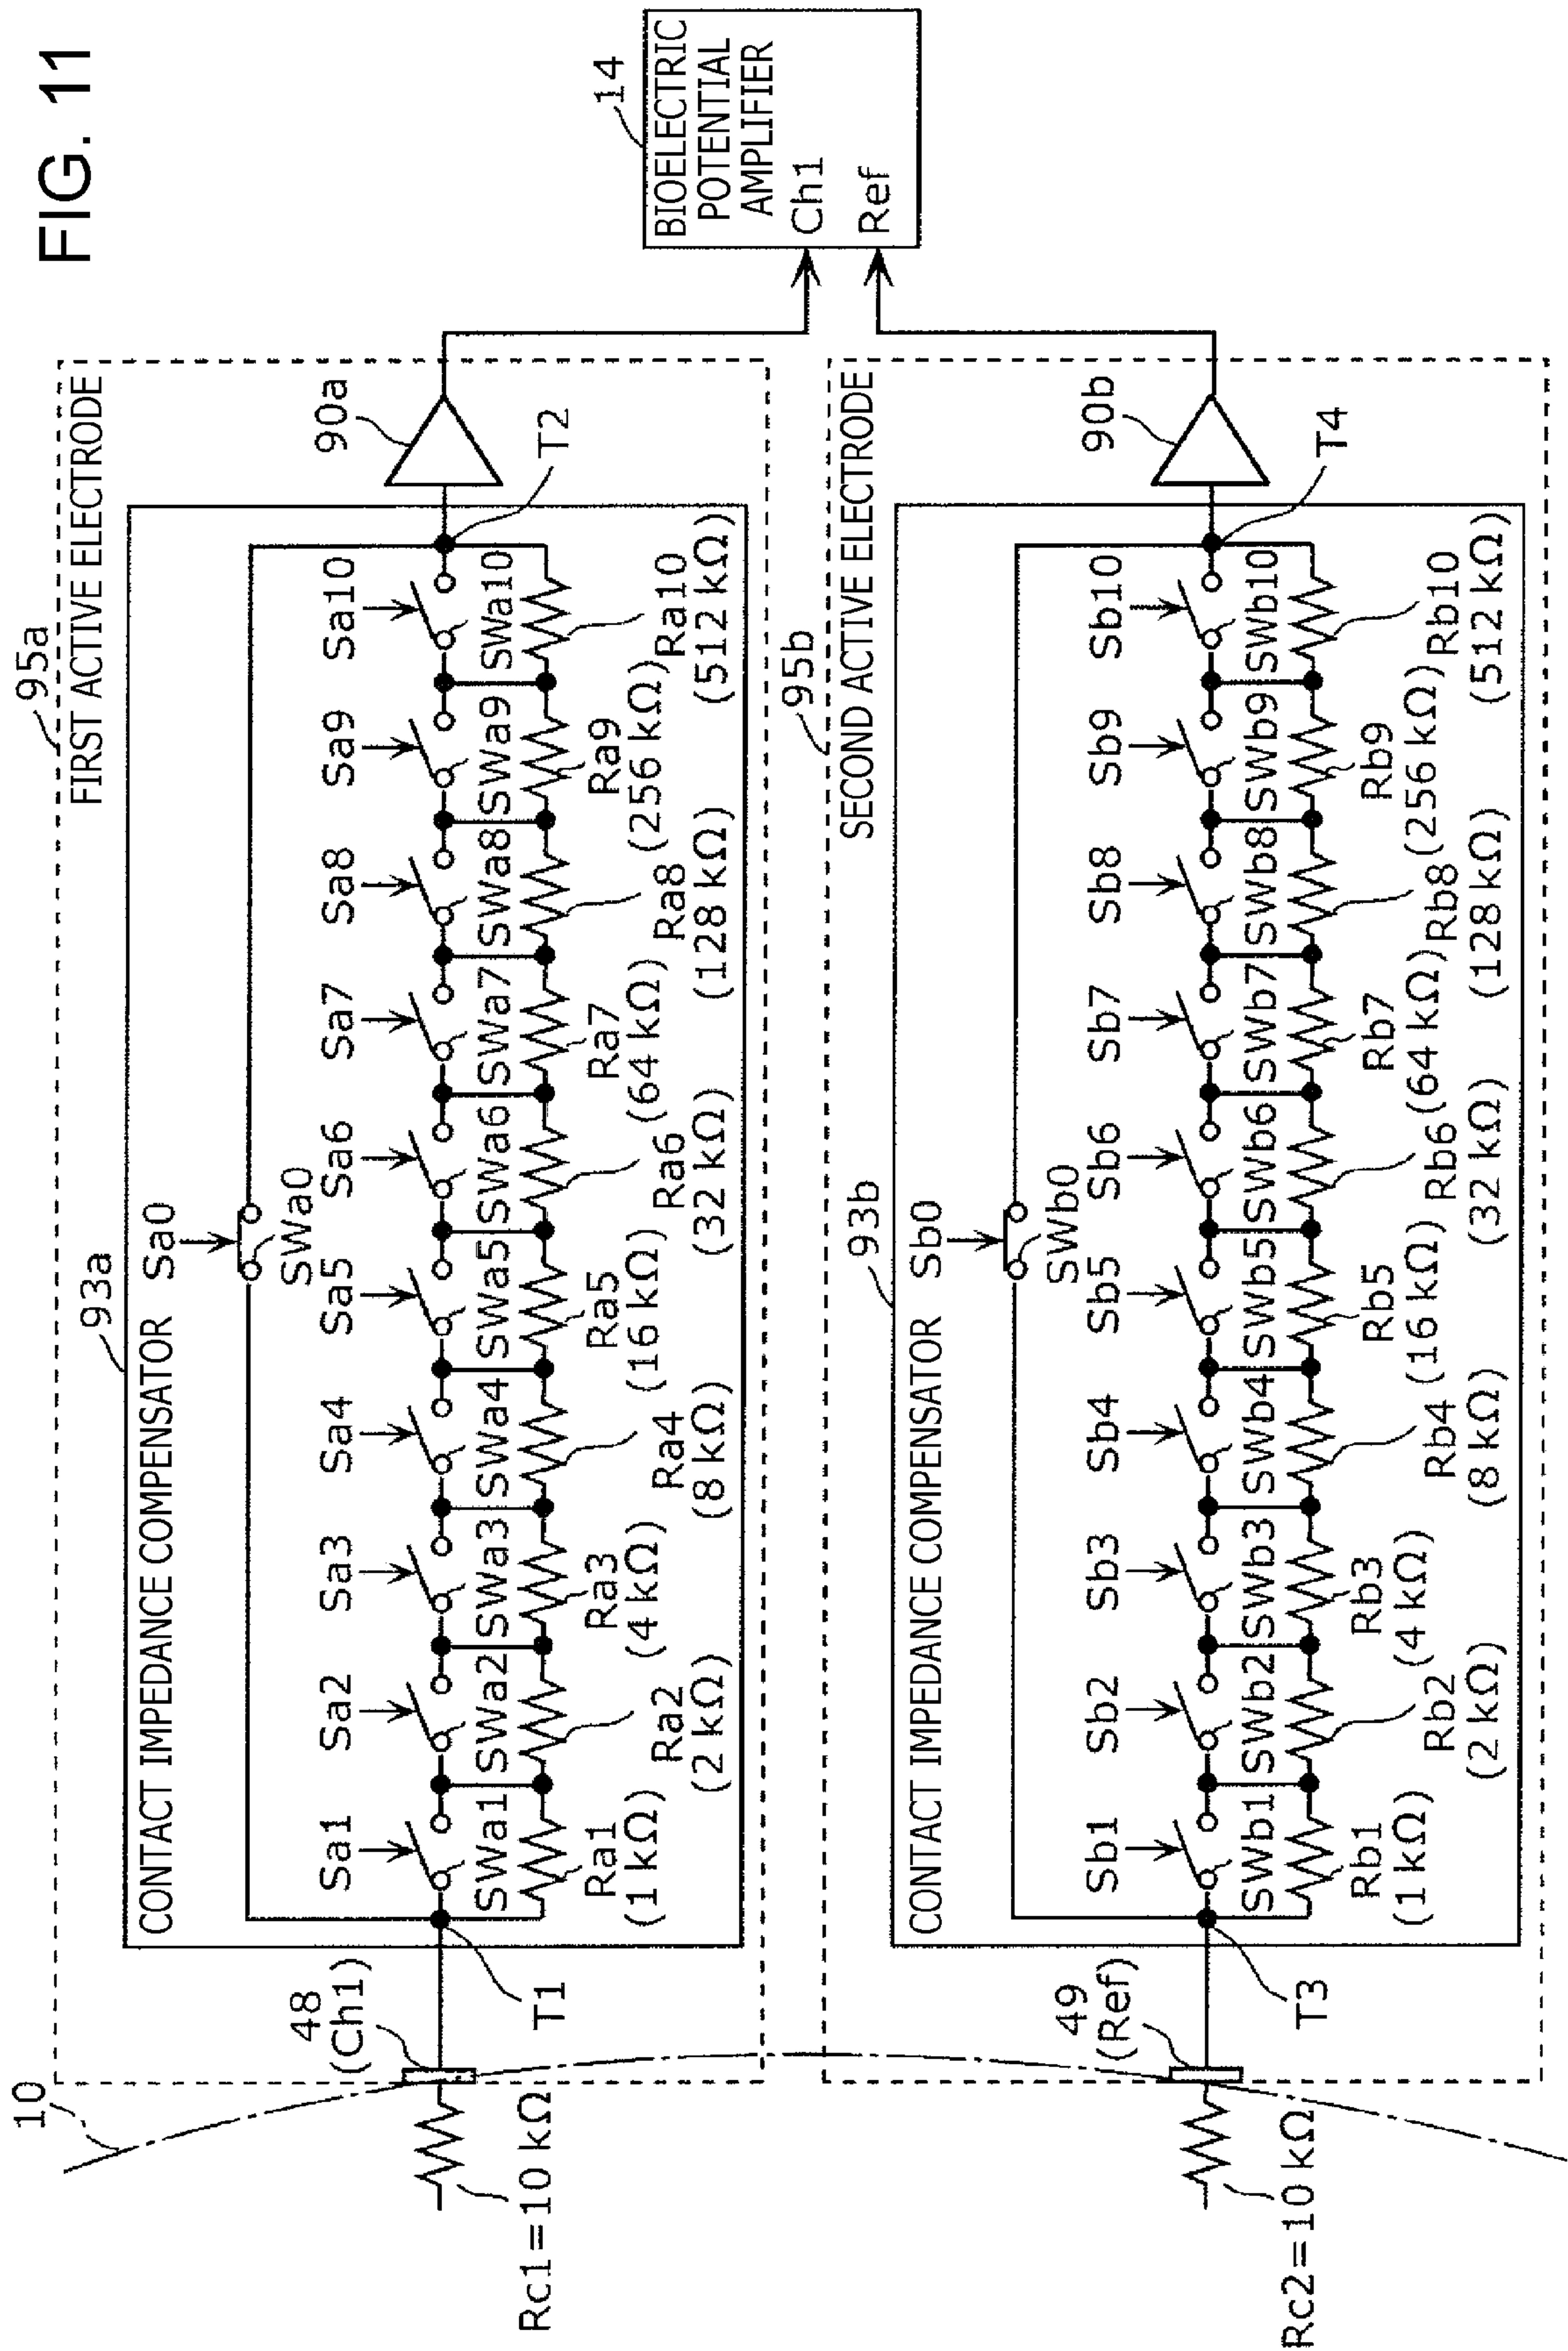 FIG. 11
95a
FIRST ACTIVE ELECTRODE
93a
CONTACT IMPEDANCE COMPENSATOR
Sa0
SWa0
Sa1
Sa2
Sa3
Sa4
Sa5
Sa6
Sa7
Sa8
Sa9
Sa10
SWa1
SWa2
SWa3
SWa4
SWa5
SWa6
SWa7
SWa8
SWa9
SWa10
Ra1
(1 kΩ)
Ra2
(2 kΩ)
Ra3
(4 kΩ)
Ra4
(8 kΩ)
Ra5
(16 kΩ)
Ra6
(32 kΩ)
Ra7
(64 kΩ)
Ra8
(128 kΩ)
Ra9
(256 kΩ)
Ra10
(512 kΩ)
10
48
(Ch1)
T1
Rc1=10 kΩ
90a
T2
14
BIOELECTRIC
POTENTIAL
AMPLIFIER
Ch1
Ref
95b
SECOND ACTIVE ELECTRODE
93b
CONTACT IMPEDANCE COMPENSATOR
Sb0
SWb0
Sb1
Sb2
Sb3
Sb4
Sb5
Sb6
Sb7
Sb8
Sb9
Sb10
SWb1
SWb2
SWb3
SWb4
SWb5
SWb6
SWb7
SWb8
SWb9
SWb10
Rb1
(1 kΩ)
Rb2
(2 kΩ)
Rb3
(4 kΩ)
Rb4
(8 kΩ)
Rb5
(16 kΩ)
Rb6
(32 kΩ)
Rb7
(64 kΩ)
Rb8
(128 kΩ)
Rb9
(256 kΩ)
Rb10
(512 kΩ)
49
(Ref)
T3
Rc2=10 kΩ
90b
T4